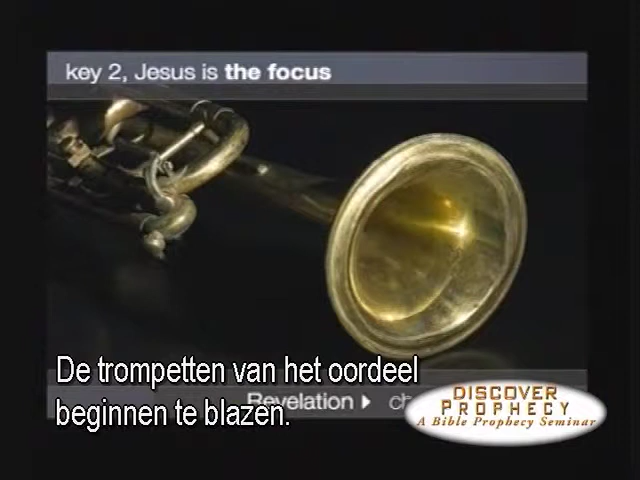 key 2, Jesus is the focus
De trompetten van het oordeel
beginnen te blazen.
Revelation
DISCOVER
PROPHECY
A Bible Prophecy Seminar